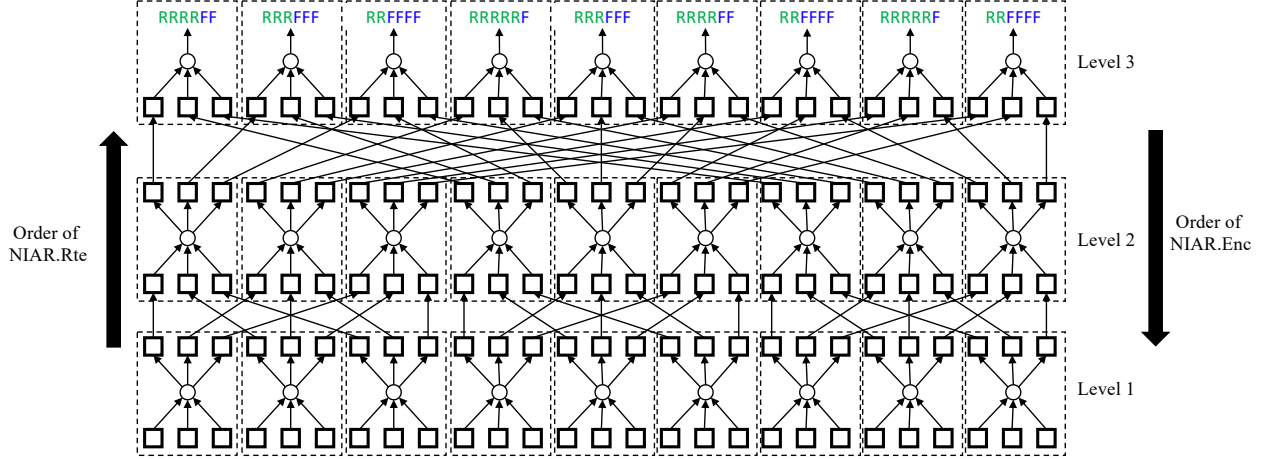 RRRRFF RRRFFF RRFFFF RRRRRF RRRFFF RRRRFF RRFFFF RRRRRF RRFFFF
Level 3
Order of
NIAR.Rte
Level 2
Order of
NIAR.Enc
Level 1